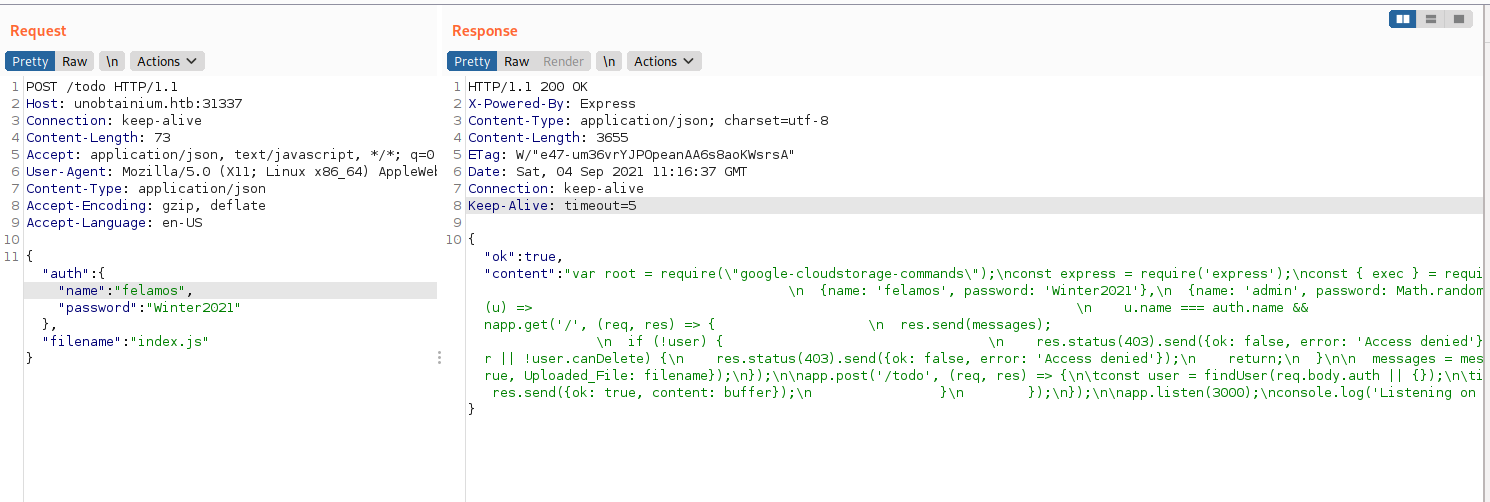 Request
Pretty Raw \n Actions
1 POST /todo HTTP/1.1
2 Host: unobtainium.htb:31337
3 Connection: keep-alive
4 Content-Length: 73
5 Accept: application/json, text/javascript, */*; q=0
6 User-Agent: Mozilla/5.0 (X11; Linux x86_64) AppleWeb
7 Content-Type: application/json
8 Accept-Encoding: gzip, deflate
9 Accept-Language: en-US
10
11 {
"auth":{
"name":"felamos",
"password":"Winter2021"
},
"filename":"index.js"
}
Response
Pretty Raw Render \n Actions
1 HTTP/1.1 200 OK
2 X-Powered-By: Express
3 Content-Type: application/json; charset=utf-8
4 Content-Length: 3655
5 ETag: W/"e47-um36vrYJPOpeanAA6s8aoKWsrsA"
6 Date: Sat, 04 Sep 2021 11:16:37 GMT
7 Connection: keep-alive
8 Keep-Alive: timeout=5
9
10 {
"ok":true,
"content":"var root = require(\"google-cloudstorage-commands\");\nconst express = require('express');\nconst { exec } = requi
\n {name: 'felamos', password: 'Winter2021'},\n {name: 'admin', password: Math.random
(u) => \n u.name === auth.name &&
napp.get('/', (req, res) => { \n res.send(messages);
\n if (!user) { \n res.status(403).send({ok: false, error: 'Access denied'}
r || !user.canDelete) {\n res.status(403).send({ok: false, error: 'Access denied'});\n return;\n }\n\n messages = mes
rue, Uploaded_File: filename});\n});\n\napp.post('/todo', (req, res) => {\n\tconst user = findUser(req.body.auth || {});\n\ti
res.send({ok: true, content: buffer});\n }\n });\n});\n\napp.listen(3000);\nconsole.log('Listening on
}